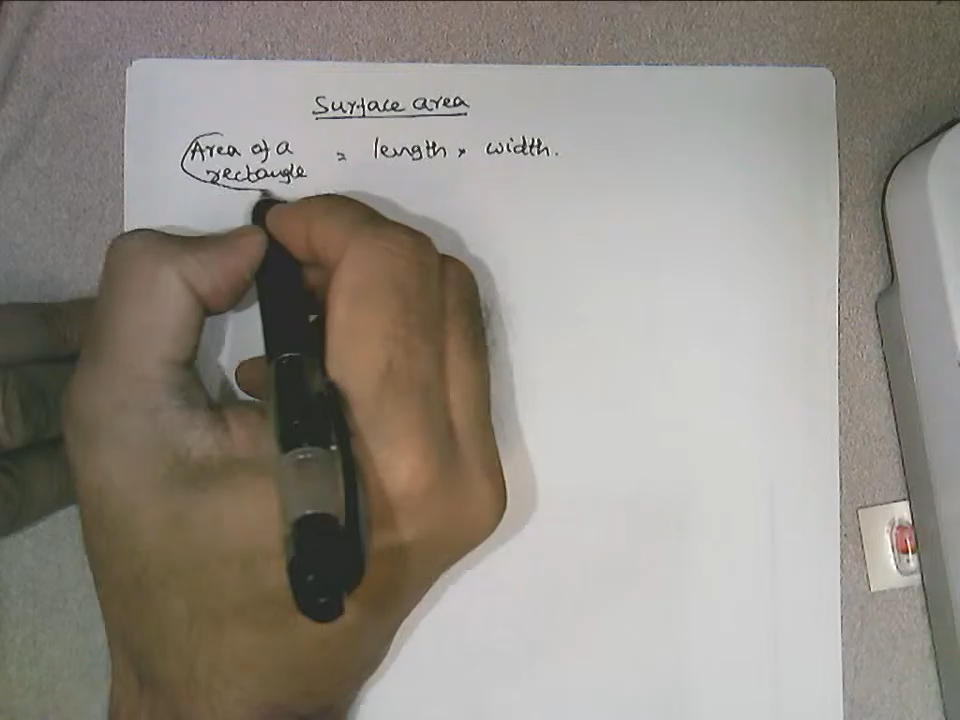 Surface area
Area of a = length × width.
rectangle